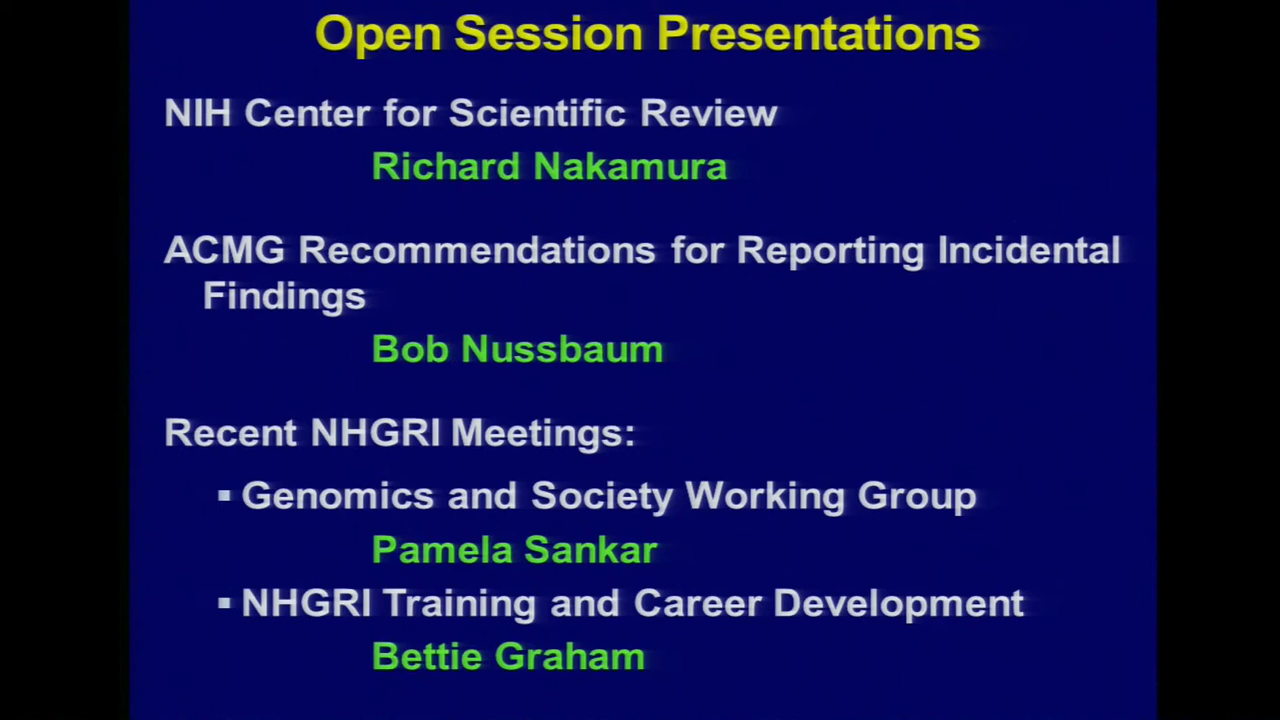 Open Session Presentations
NIH Center for Scientific Review
Richard Nakamura
ACMG Recommendations for Reporting Incidental
Findings
Bob Nussbaum
Recent NHGRI Meetings:
▪ Genomics and Society Working Group
Pamela Sankar
▪ NHGRI Training and Career Development
Bettie Graham